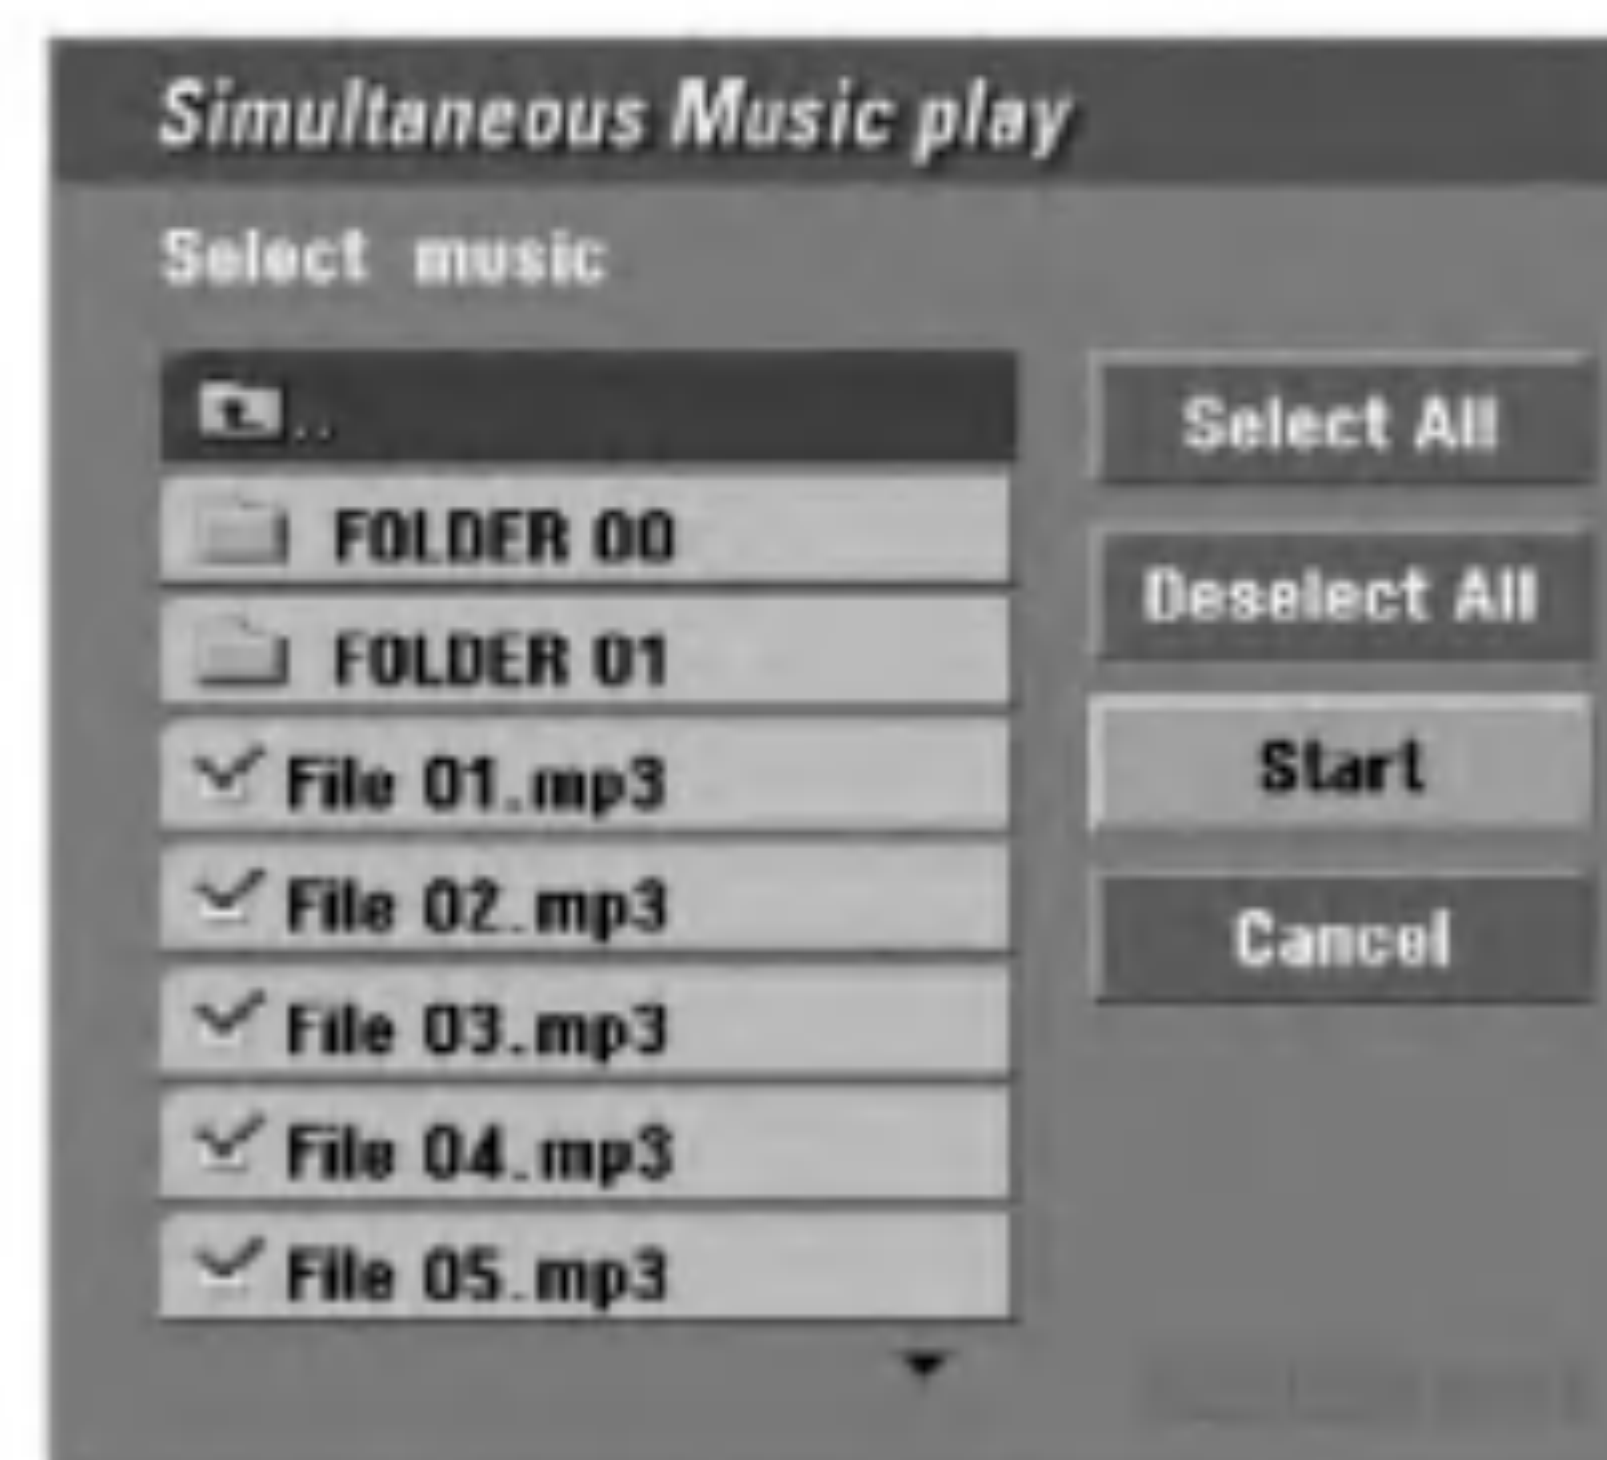 Simultaneous Music play
Select music
..
FOLDER 00
FOLDER 01
File 01.mp3
File 02.mp3
File 03.mp3
File 04.mp3
File 05.mp3
Select All
Deselect All
Start
Cancel